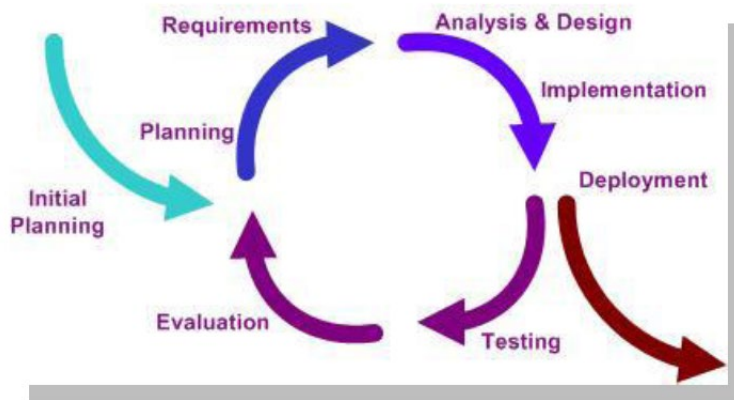 Requirements
Analysis & Design
Implementation
Planning
Deployment
Initial
Planning
Evaluation
Testing